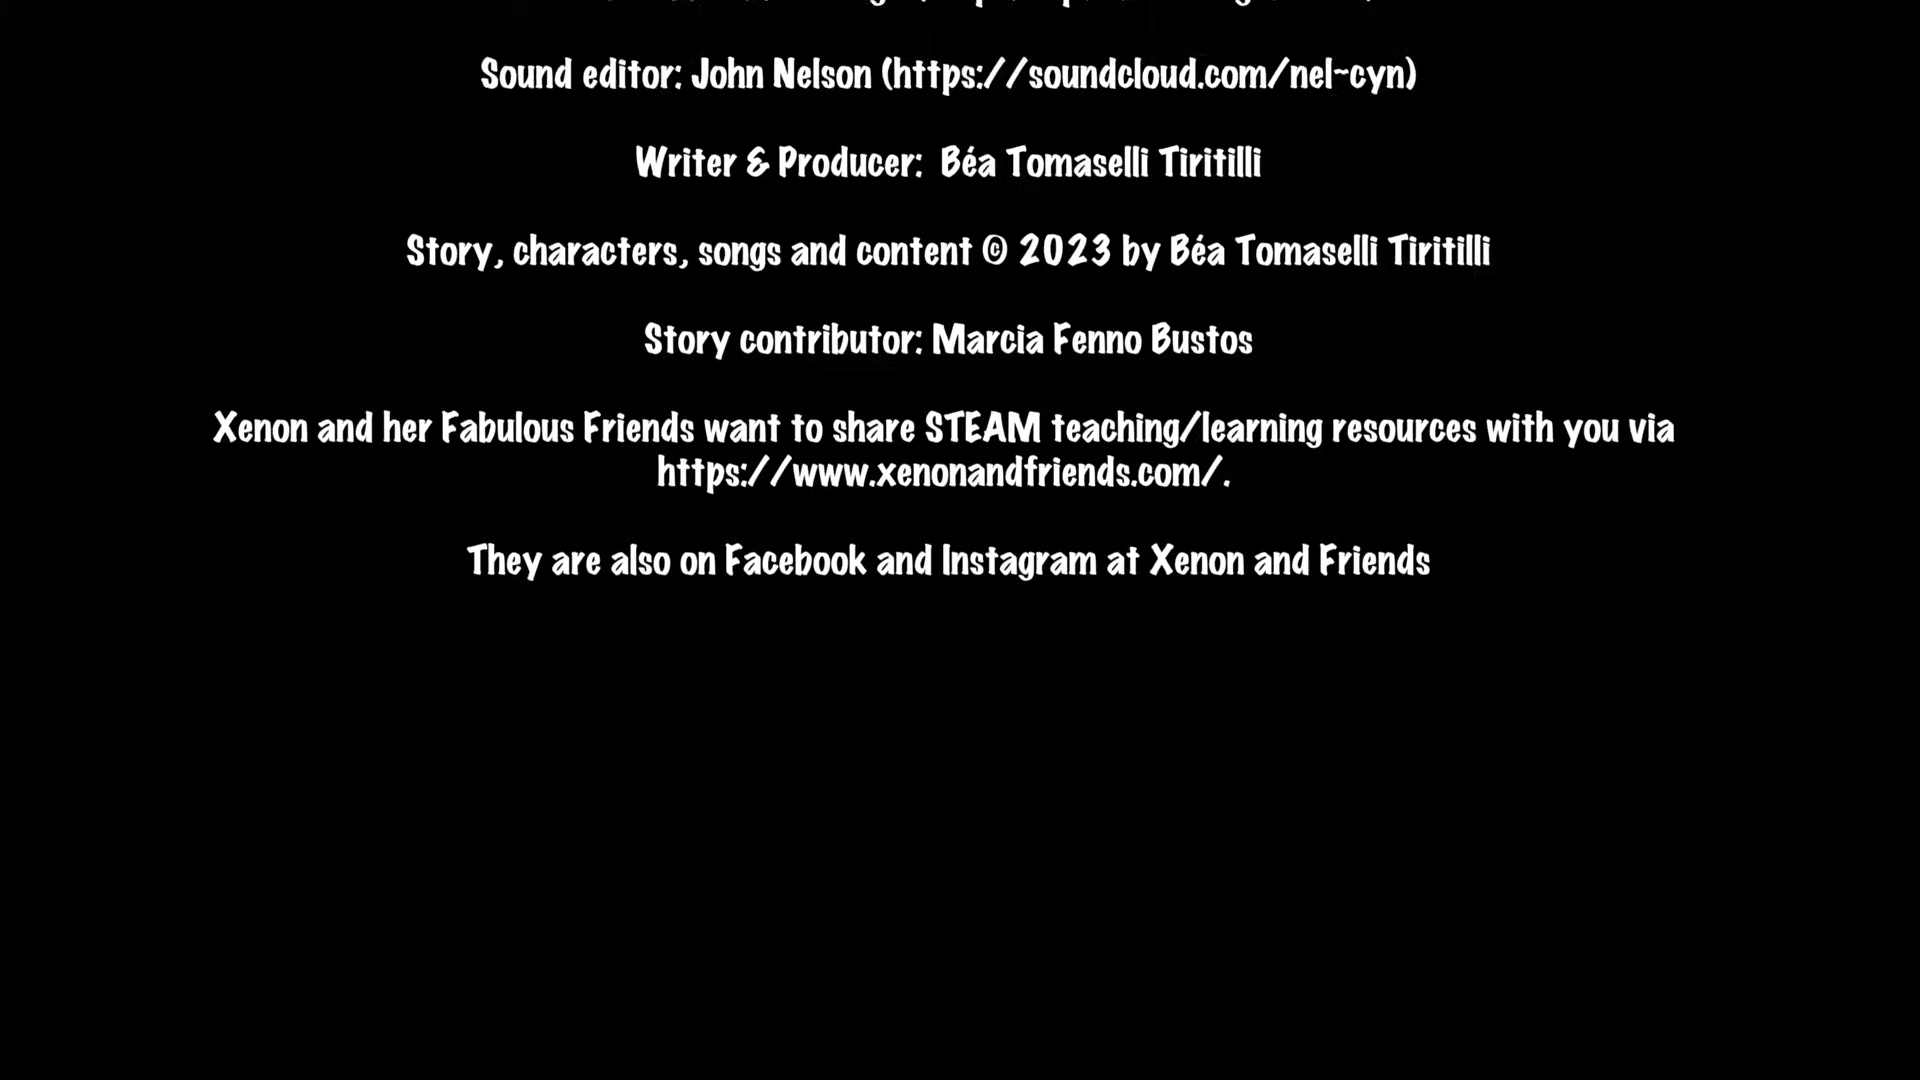 Sound editor: John Nelson (https://soundcloud.com/nel~cyn)
Writer & Producer:  Béa Tomaselli Tiritilli
Story, characters, songs and content © 2023 by Béa Tomaselli Tiritilli
Story contributor: Marcia Fenno Bustos
Xenon and her Fabulous Friends want to share STEAM teaching/learning resources with you via
https://www.xenonandfriends.com/.
They are also on Facebook and Instagram at Xenon and Friends